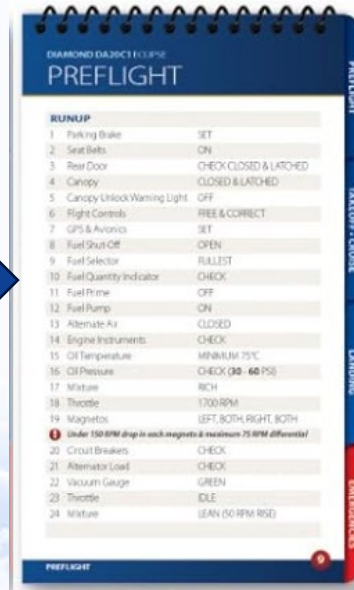 DIAMOND DA20C1 ECLIPSE
PREFLIGHT
RUNUP
1 Parking Brake SET
2 Seat Belts ON
3 Rear Door CHECK CLOSED & LATCHED
4 Canopy CLOSED & LATCHED
5 Canopy Unlock Warning Light OFF
6 Flight Controls FREE & CORRECT
7 GPS & Avionics SET
8 Fuel Shut-Off OPEN
9 Fuel Selector FULLEST
10 Fuel Quantity Indicator CHECK
11 Fuel Prime OFF
12 Fuel Pump ON
13 Alternate Air CLOSED
14 Engine Instruments CHECK
15 Oil Temperature MINIMUM 75°C
16 Oil Pressure CHECK (30 - 60 PSI)
17 Mixture RICH
18 Throttle 1700 RPM
19 Magnetos LEFT, BOTH, RIGHT, BOTH
Under 150 RPM drop in each magneto & maximum 75 RPM differential
20 Circuit Breakers CHECK
21 Alternator Load CHECK
22 Vacuum Gauge GREEN
23 Throttle IDLE
24 Mixture LEAN (50 RPM RISE)
PREFLIGHT 9
PREFLIGHT
TAKEOFF - CRUISE
LANDING
EMERGENCIES